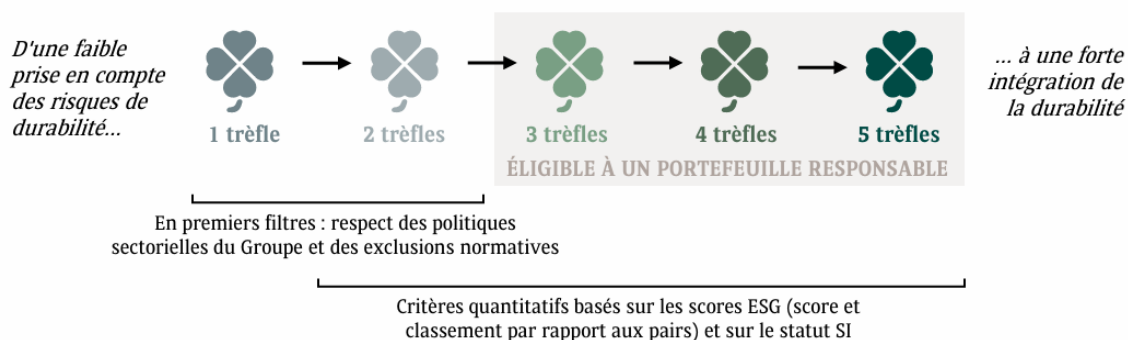 D'une faible
prise en compte
des risques de
durabilité...
1 trèfle
2 trèfles
3 trèfles
4 trèfles
5 trèfles
... à une forte
intégration de
la durabilité
ÉLIGIBLE À UN PORTEFEUILLE RESPONSABLE
En premiers filtres : respect des politiques
sectorielles du Groupe et des exclusions normatives
Critères quantitatifs basés sur les scores ESG (score et
classement par rapport aux pairs) et sur le statut SI